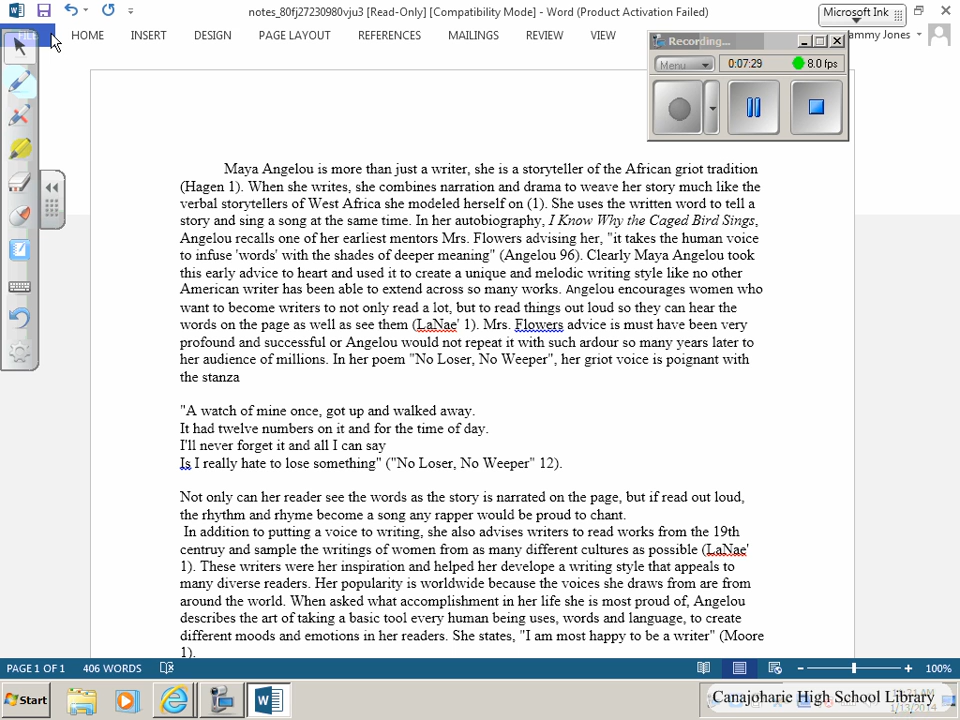 notes_80fj27230980vju3 [Read-Only] [Compatibility Mode] - Word (Product Activation Failed)
Microsoft Ink
FILE HOME INSERT DESIGN PAGE LAYOUT REFERENCES MAILINGS REVIEW VIEW ammy Jones
Recording...
Menu 0:07:29 8.0 fps
Maya Angelou is more than just a writer, she is a storyteller of the African griot tradition
(Hagen 1). When she writes, she combines narration and drama to weave her story much like the
verbal storytellers of West Africa she modeled herself on (1). She uses the written word to tell a
story and sing a song at the same time. In her autobiography, I Know Why the Caged Bird Sings,
Angelou recalls one of her earliest mentors Mrs. Flowers advising her, "it takes the human voice
to infuse 'words' with the shades of deeper meaning" (Angelou 96). Clearly Maya Angelou took
this early advice to heart and used it to create a unique and melodic writing style like no other
American writer has been able to extend across so many works. Angelou encourages women who
want to become writers to not only read a lot, but to read things out loud so they can hear the
words on the page as well as see them (LaNae' 1). Mrs. Flowers advice is must have been very
profound and successful or Angelou would not repeat it with such ardour so many years later to
her audience of millions. In her poem "No Loser, No Weeper", her griot voice is poignant with
the stanza
"A watch of mine once, got up and walked away.
It had twelve numbers on it and for the time of day.
I'll never forget it and all I can say
Is I really hate to lose something" ("No Loser, No Weeper" 12).
Not only can her reader see the words as the story is narrated on the page, but if read out loud,
the rhythm and rhyme become a song any rapper would be proud to chant.
In addition to putting a voice to writing, she also advises writers to read works from the 19th
centruy and sample the writings of women from as many different cultures as possible (LaNae'
1). These writers were her inspiration and helped her develope a writing style that appeals to
many diverse readers. Her popularity is worldwide because the voices she draws from are from
around the world. When asked what accomplishment in her life she is most proud of, Angelou
describes the art of taking a basic tool every human being uses, words and language, to create
different moods and emotions in her readers. She states, "I am most happy to be a writer" (Moore
1).
PAGE 1 OF 1 406 WORDS 100%
Start
Canajoharie High School Library